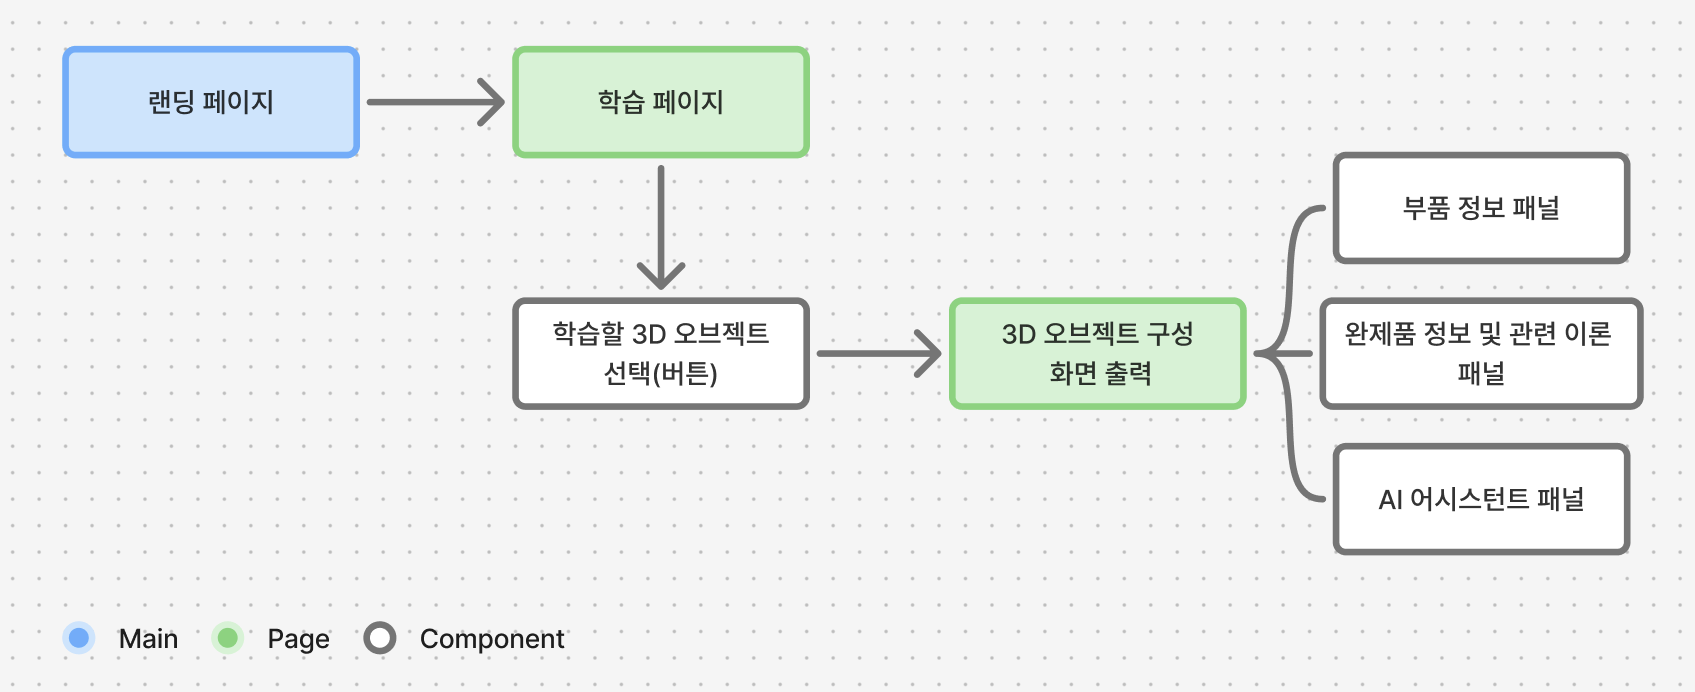 랜딩 페이지
학습 페이지
부품 정보 패널
학습할 3D 오브젝트
선택(버튼)
3D 오브젝트 구성
화면 출력
완제품 정보 및 관련 이론
패널
AI 어시스턴트 패널
Main
Page
Component